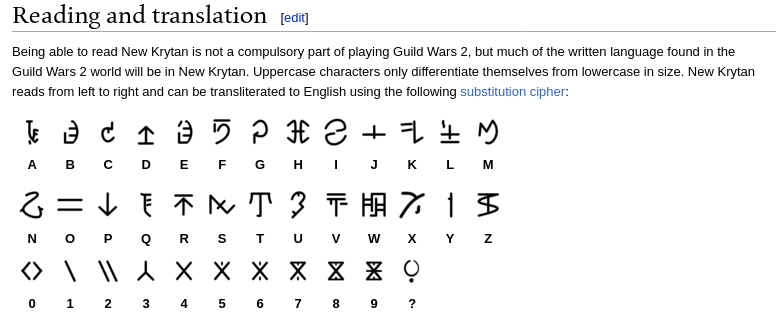 Reading and translation [edit]
Being able to read New Krytan is not a compulsory part of playing Guild Wars 2, but much of the written language found in the
Guild Wars 2 world will be in New Krytan. Uppercase characters only differentiate themselves from lowercase in size. New Krytan
reads from left to right and can be transliterated to English using the following substitution cipher:
A B C D E F G H I J K L M
N O P Q R S T U V W X Y Z
0 1 2 3 4 5 6 7 8 9 ?